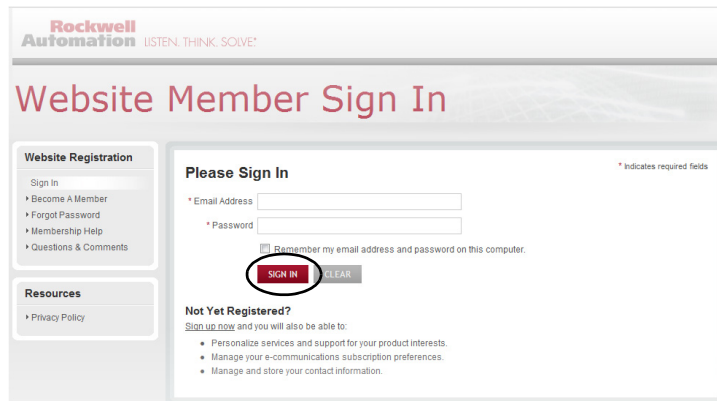 Rockwell
Automation LISTEN. THINK. SOLVE.®
Website Member Sign In
Website Registration
Sign In
Become A Member
Forgot Password
Membership Help
Questions & Comments
Resources
Privacy Policy
Please Sign In
* Indicates required fields
* Email Address
* Password
Remember my email address and password on this computer.
SIGN IN CLEAR
Not Yet Registered?
Sign up now and you will also be able to:
• Personalize services and support for your product interests.
• Manage your e-communications subscription preferences.
• Manage and store your contact information.